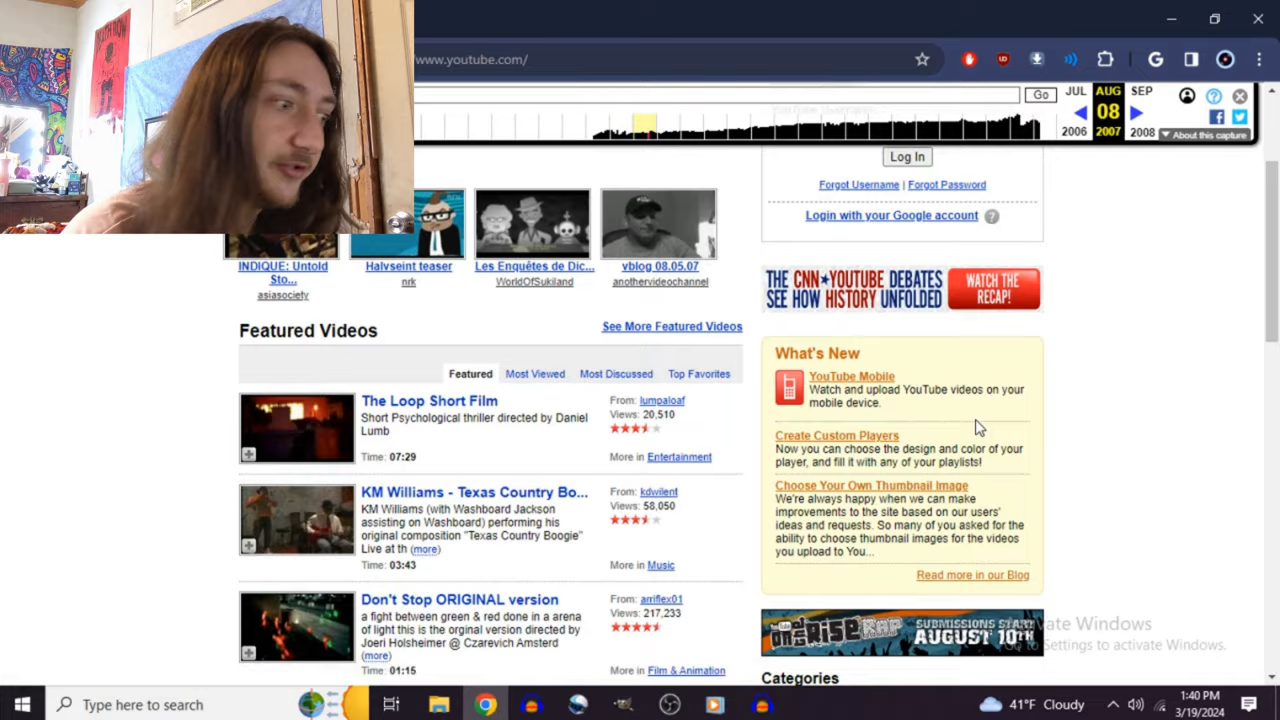 www.youtube.com/
Go
JUL
AUG
SEP
08
2006
2007
2008
About this capture
Log In
Forgot Username | Forgot Password
Login with your Google account ?
INDIQUE: Untold
Sto...
asiasociety
Halvseint teaser
nrk
Les Enquêtes de Dic...
WorldOfSukiland
vblog 08.05.07
anothervideochannel
THE CNN★YOUTUBE DEBATES
SEE HOW HISTORY UNFOLDED
WATCH THE
RECAP!
Featured Videos
See More Featured Videos
Featured
Most Viewed
Most Discussed
Top Favorites
The Loop Short Film
Short Psychological thriller directed by Daniel
Lumb
Time: 07:29
From: lumpaloaf
Views: 20,510
More in Entertainment
KM Williams - Texas Country Bo...
KM Williams (with Washboard Jackson
assisting on Washboard) performing his
original composition "Texas Country Boogie"
Live at th (more)
Time: 03:43
From: kdwilent
Views: 58,050
More in Music
Don't Stop ORIGINAL version
a fight between green & red done in a arena
of light this is the orginal version directed by
Joeri Holsheimer @ Czarevich Amsterd
(more)
Time: 01:15
From: arriflex01
Views: 217,233
More in Film & Animation
What's New
YouTube Mobile
Watch and upload YouTube videos on your
mobile device.
Create Custom Players
Now you can choose the design and color of your
player, and fill it with any of your playlists!
Choose Your Own Thumbnail Image
We're always happy when we can make
improvements to the site based on our users'
ideas and requests. So many of you asked for the
ability to choose thumbnail images for the videos
you upload to You...
Read more in our Blog
ON THE RISE RAP
SUBMISSIONS START
AUGUST 10TH
Categories
Activate Windows
Go to Settings to activate Windows.
Type here to search
41°F Cloudy
1:40 PM
3/19/2024